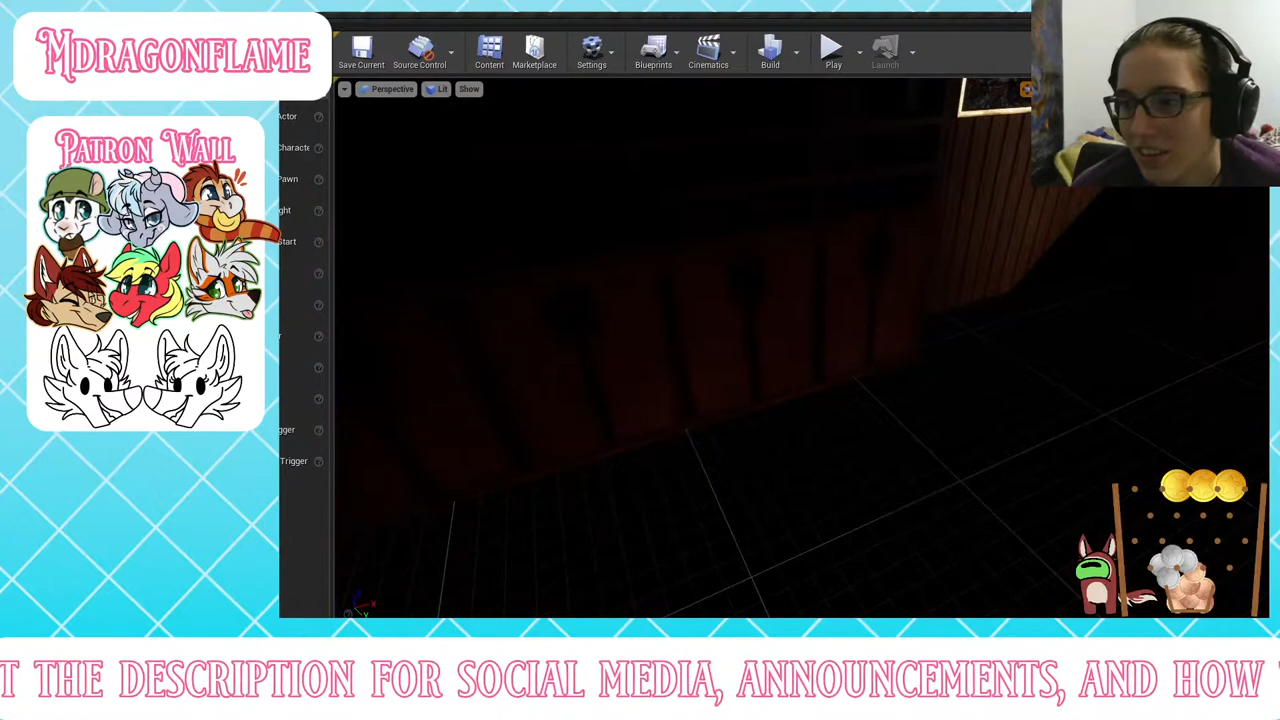 MDRAGONFLAME
PATRON WALL
Save Current
Source Control
Content
Marketplace
Settings
Blueprints
Cinematics
Build
Play
Launch
Perspective
Lit
Show
Actor
Characte
Pawn
ght
Start
r
gger
Trigger
X
Y
T THE DESCRIPTION FOR SOCIAL MEDIA, ANNOUNCEMENTS, AND HOW